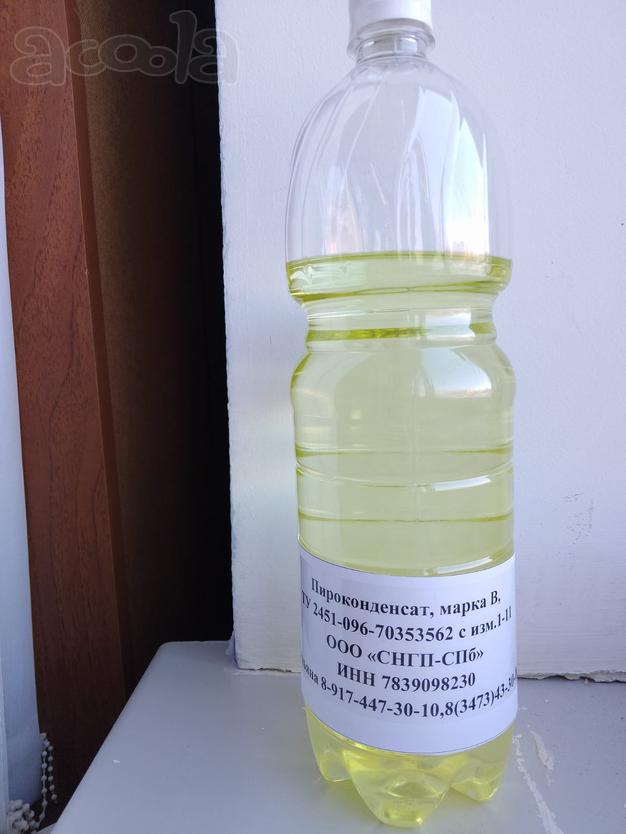 acoola
Пироконденсат, марка В,
ТУ 2451-096-70353562 с изм.1-11
ООО «СНГП-СПб»
ИНН 7839098230
8-917-447-30-10,8(3473)43-30-